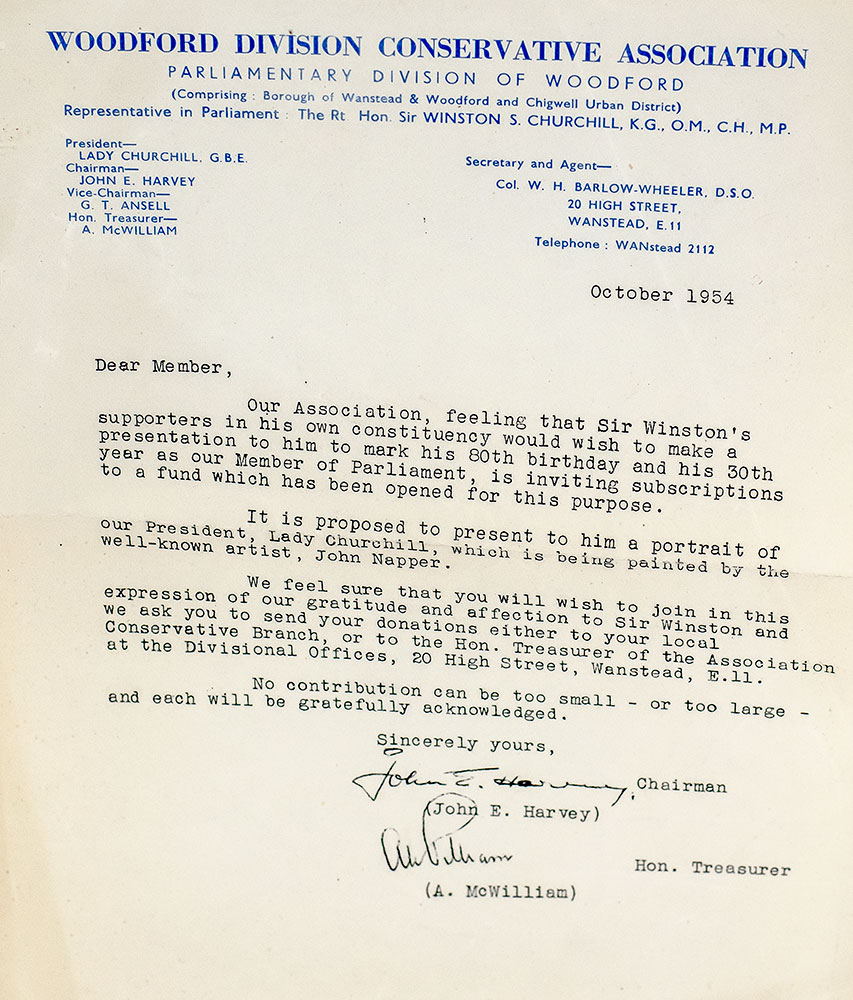 WOODFORD DIVISION CONSERVATIVE ASSOCIATION
PARLIAMENTARY DIVISION OF WOODFORD
(Comprising : Borough of Wanstead & Woodford and Chigwell Urban District)
Representative in Parliament : The Rt Hon. Sir WINSTON S. CHURCHILL, K.G., O.M., C.H., M.P.
President—
LADY CHURCHILL, G.B.E.
Chairman—
JOHN E. HARVEY
Vice-Chairman—
G. T. ANSELL
Hon. Treasurer—
A. McWILLIAM
Secretary and Agent—
Col. W. H. BARLOW-WHEELER, D.S.O.
20 HIGH STREET,
WANSTEAD, E.11
Telephone : WANstead 2112
October 1954
Dear Member,
Our Association, feeling that Sir Winston's
supporters in his own constituency would wish to make a
presentation to him to mark his 80th birthday and his 30th
year as our Member of Parliament, is inviting subscriptions
to a fund which has been opened for this purpose.
It is proposed to present to him a portrait of
our President, Lady Churchill, which is being painted by the
well-known artist, John Napper.
We feel sure that you will wish to join in this
expression of our gratitude and affection to Sir Winston and
we ask you to send your donations either to your local
Conservative Branch, or to the Hon. Treasurer of the Association
at the Divisional Offices, 20 High Street, Wanstead, E.11.
No contribution can be too small - or too large -
and each will be gratefully acknowledged.
Sincerely yours,
John E. Harvey, Chairman
(John E. Harvey)
AMcWilliam Hon. Treasurer
(A. McWilliam)